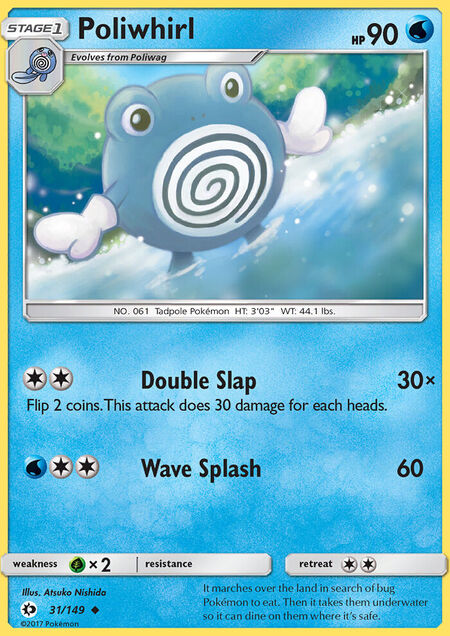 STAGE1 Poliwhirl HP 90
Evolves from Poliwag
NO. 061 Tadpole Pokémon HT: 3'03" WT: 44.1 lbs.
Double Slap 30×
Flip 2 coins. This attack does 30 damage for each heads.
Wave Splash 60
weakness ×2 resistance retreat
Illus. Atsuko Nishida
31/149
©2017 Pokémon
It marches over the land in search of bug
Pokémon to eat. Then it takes them underwater
so it can dine on them where it's safe.